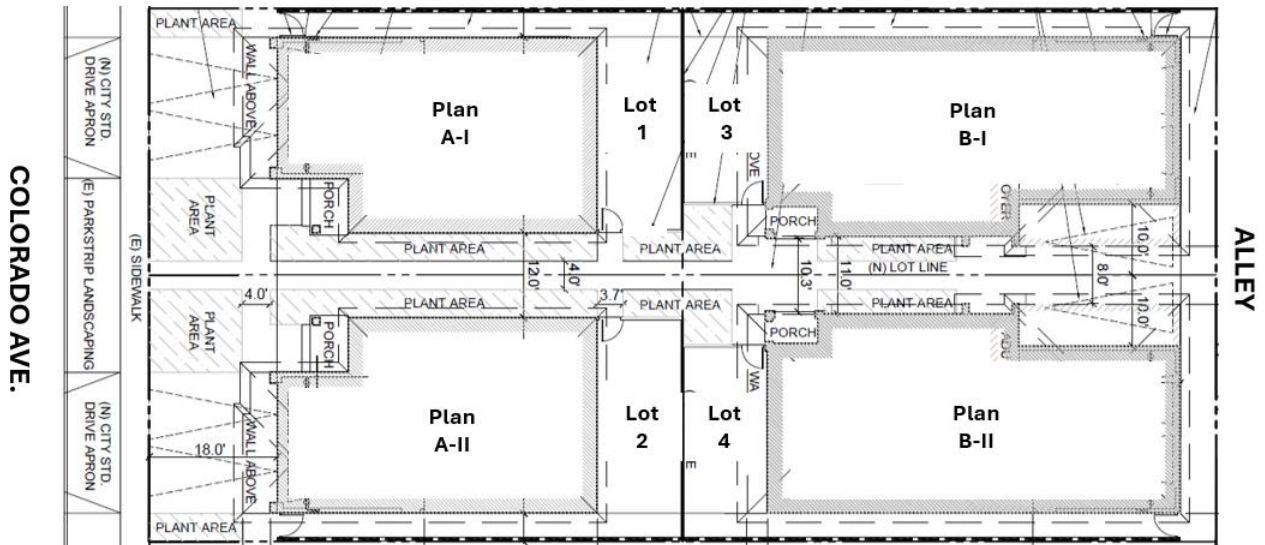 PLANT AREA
WALL ABOVE
(N) CITY STD.
DRIVE APRON
Plan
A-I
Lot
1
Lot
3
Plan
B-I
COLORADO AVE.
(E) PARKSTRIP LANDSCAPING
(E) SIDEWALK
PLANT
AREA
PORCH
PLANT AREA
PLANT AREA
PORCH
PLANT AREA
(N) LOT LINE
10.0'
ALLEY
4.0'
12.0'
4.0'
3.7'
10.3'
11.0'
8.0'
10.0'
PLANT
AREA
PORCH
PLANT AREA
PLANT AREA
PORCH
PLANT AREA
(N) CITY STD.
DRIVE APRON
WALL ABOVE
18.0'
Plan
A-II
Lot
2
Lot
4
WA
Plan
B-II
PLANT AREA